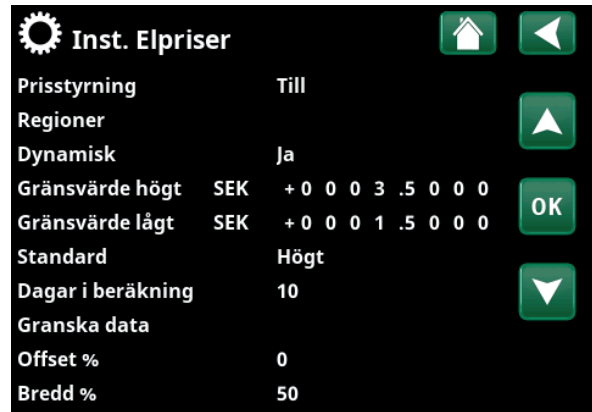 Inst. Elpriser
Prisstyrning Till
Regioner
Dynamisk Ja
Gränsvärde högt SEK +0 0 0 3 .5 0 0 0
OK
Gränsvärde lågt SEK +0 0 0 1 .5 0 0 0
Standard Högt
Dagar i beräkning 10
Granska data
Offset % 0
Bredd % 50